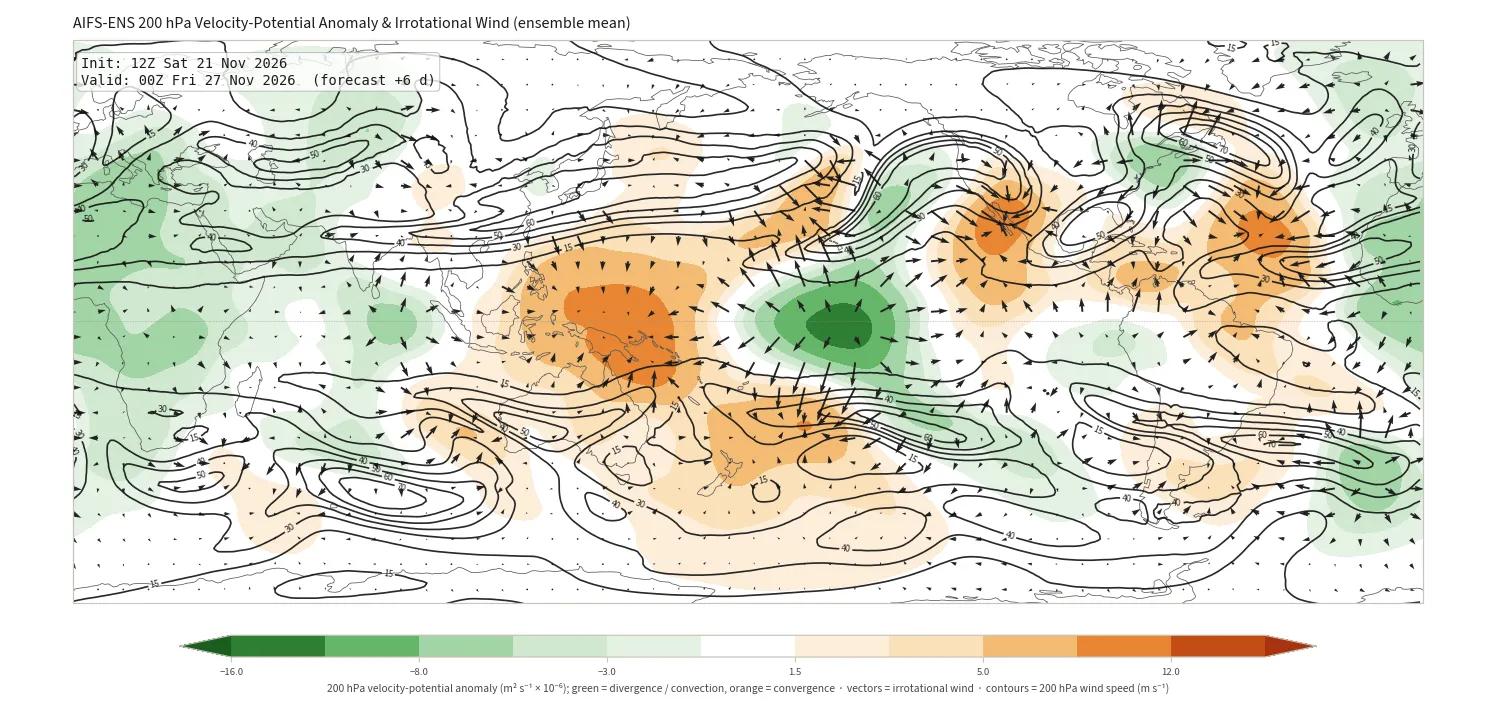 AIFS-ENS 200 hPa Velocity-Potential Anomaly & Irrotational Wind (ensemble mean)
Init: 12Z Sat 21 Nov 2026
Valid: 00Z Fri 27 Nov 2026 (forecast +6 d)
−16.0 −8.0 −3.0 1.5 5.0 12.0
200 hPa velocity-potential anomaly (m² s⁻¹ × 10⁻⁶); green = divergence / convection, orange = convergence · vectors = irrotational wind · contours = 200 hPa wind speed (m s⁻¹)